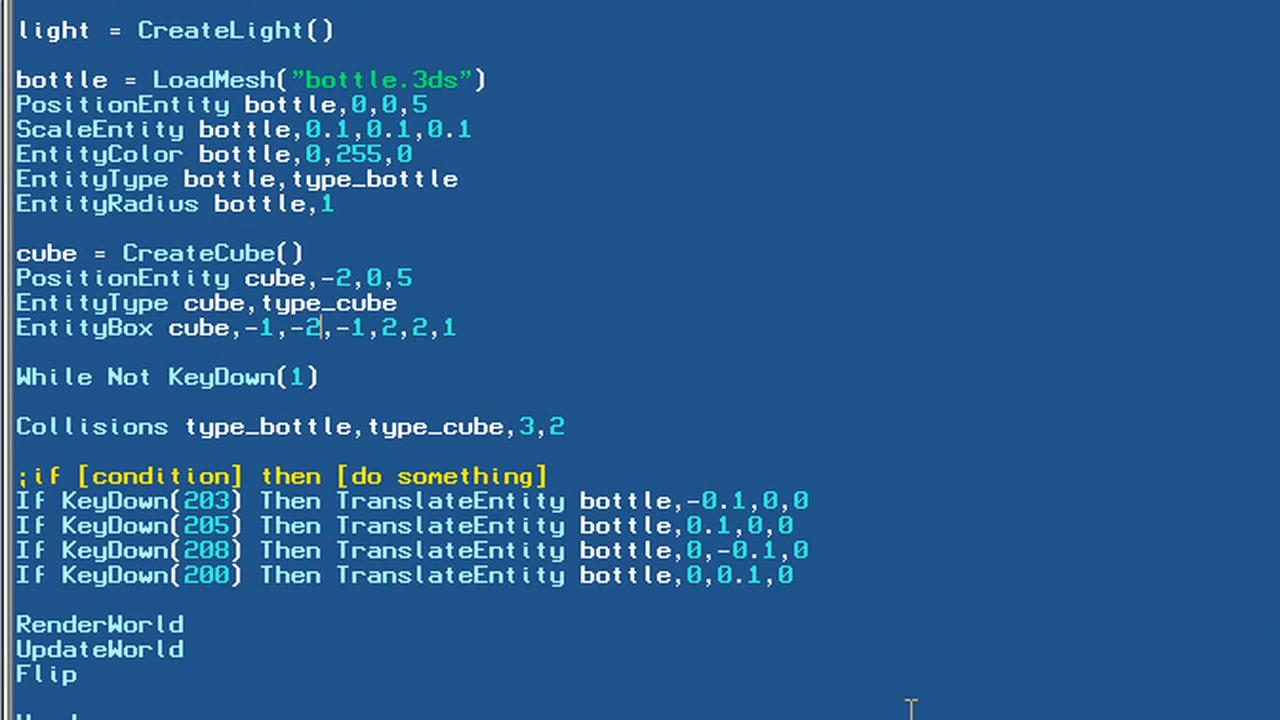 light = CreateLight()
bottle = LoadMesh("bottle.3ds")
PositionEntity bottle,0,0,5
ScaleEntity bottle,0.1,0.1,0.1
EntityColor bottle,0,255,0
EntityType bottle,type_bottle
EntityRadius bottle,1
cube = CreateCube()
PositionEntity cube,-2,0,5
EntityType cube,type_cube
EntityBox cube,-1,-2,-1,2,2,1
While Not KeyDown(1)
Collisions type_bottle,type_cube,3,2
;if [condition] then [do something]
If KeyDown(203) Then TranslateEntity bottle,-0.1,0,0
If KeyDown(205) Then TranslateEntity bottle,0.1,0,0
If KeyDown(208) Then TranslateEntity bottle,0,-0.1,0
If KeyDown(200) Then TranslateEntity bottle,0,0.1,0
RenderWorld
UpdateWorld
Flip